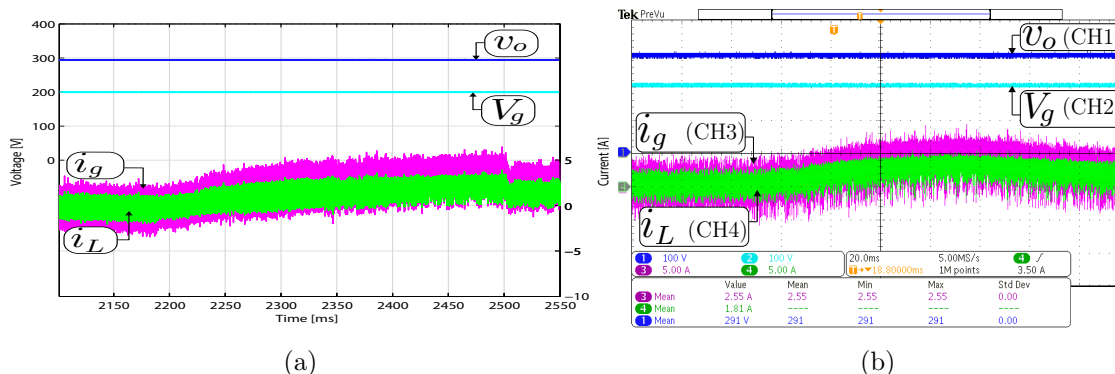 400
300
200
100
0
5
0
−5
−10
Voltage [V]
Current [A]
2150 2200 2250 2300 2350 2400 2450 2500 2550
Time [ms]
v_o
V_g
i_g
i_L
(a)
Tek PreVu
T
T
v_o (CH1)
V_g (CH2)
i_g (CH3)
i_L (CH4)
1
4
1 100 V 2 100 V
3 5.00 A 4 5.00 A
20.0ms 5.00MS/s 4
T→▼18.80000ms 1M points 3.50 A
Value Mean Min Max Std Dev
3 Mean 2.55 A 2.55 2.55 2.55 0.00
4 Mean 1.81 A ---- ---- ---- ----
1 Mean 291 V 291 291 291 0.00
(b)